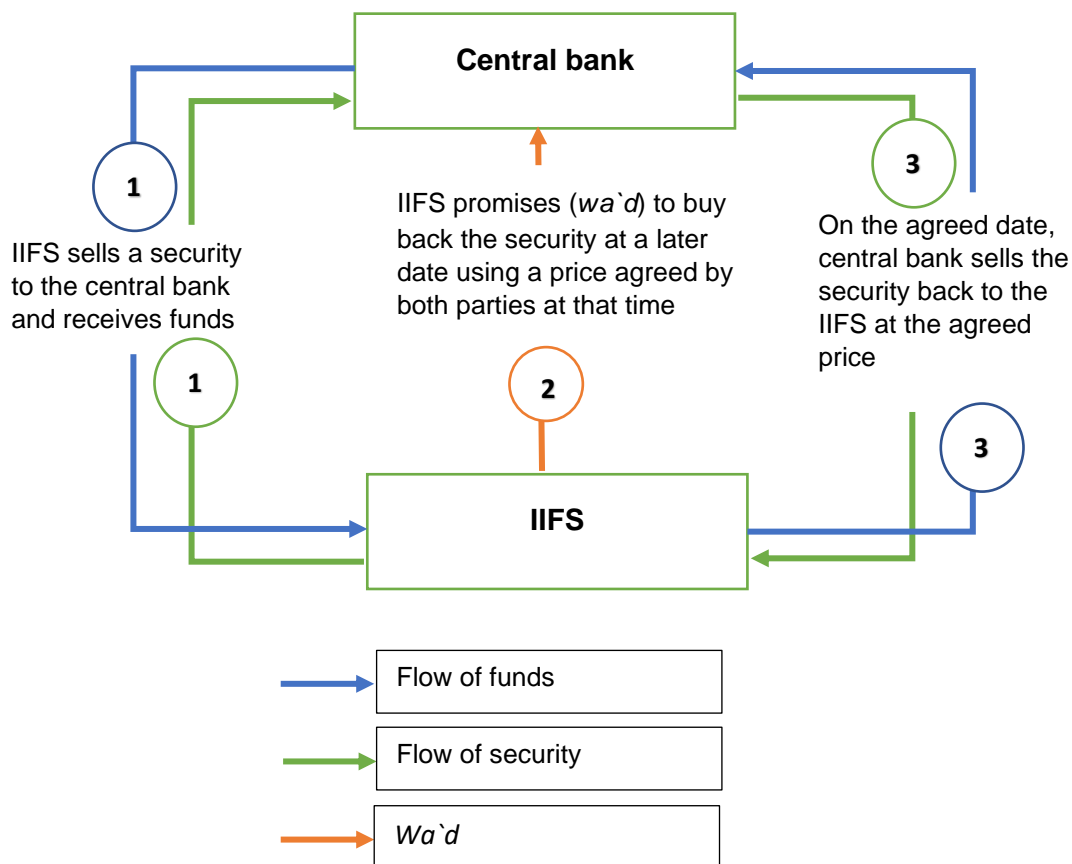 Central bank
1
3
IIFS sells a security
to the central bank
and receives funds
IIFS promises (wa`d) to buy
back the security at a later
date using a price agreed by
both parties at that time
On the agreed date,
central bank sells the
security back to the
IIFS at the agreed
price
1
2
3
IIFS
Flow of funds
Flow of security
Wa`d